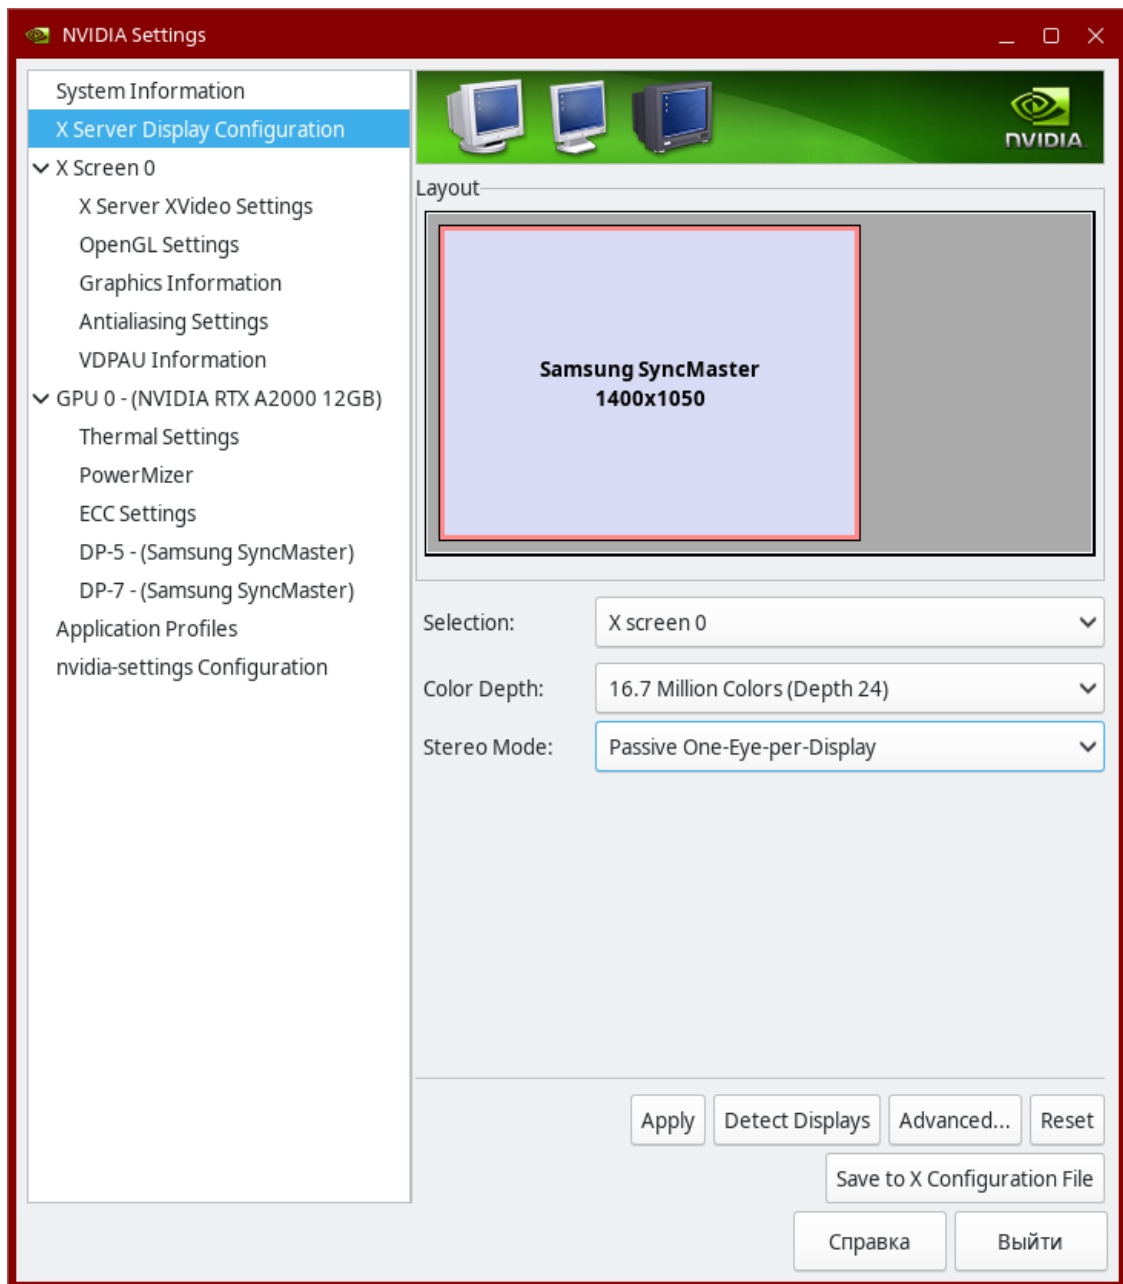 NVIDIA Settings
System Information
X Server Display Configuration
X Screen 0
X Server XVideo Settings
OpenGL Settings
Graphics Information
Antialiasing Settings
VDPAU Information
GPU 0 - (NVIDIA RTX A2000 12GB)
Thermal Settings
PowerMizer
ECC Settings
DP-5 - (Samsung SyncMaster)
DP-7 - (Samsung SyncMaster)
Application Profiles
nvidia-settings Configuration
NVIDIA.
Layout
Samsung SyncMaster
1400x1050
Selection: X screen 0
Color Depth: 16.7 Million Colors (Depth 24)
Stereo Mode: Passive One-Eye-per-Display
Apply Detect Displays Advanced... Reset
Save to X Configuration File
Справка Выйти